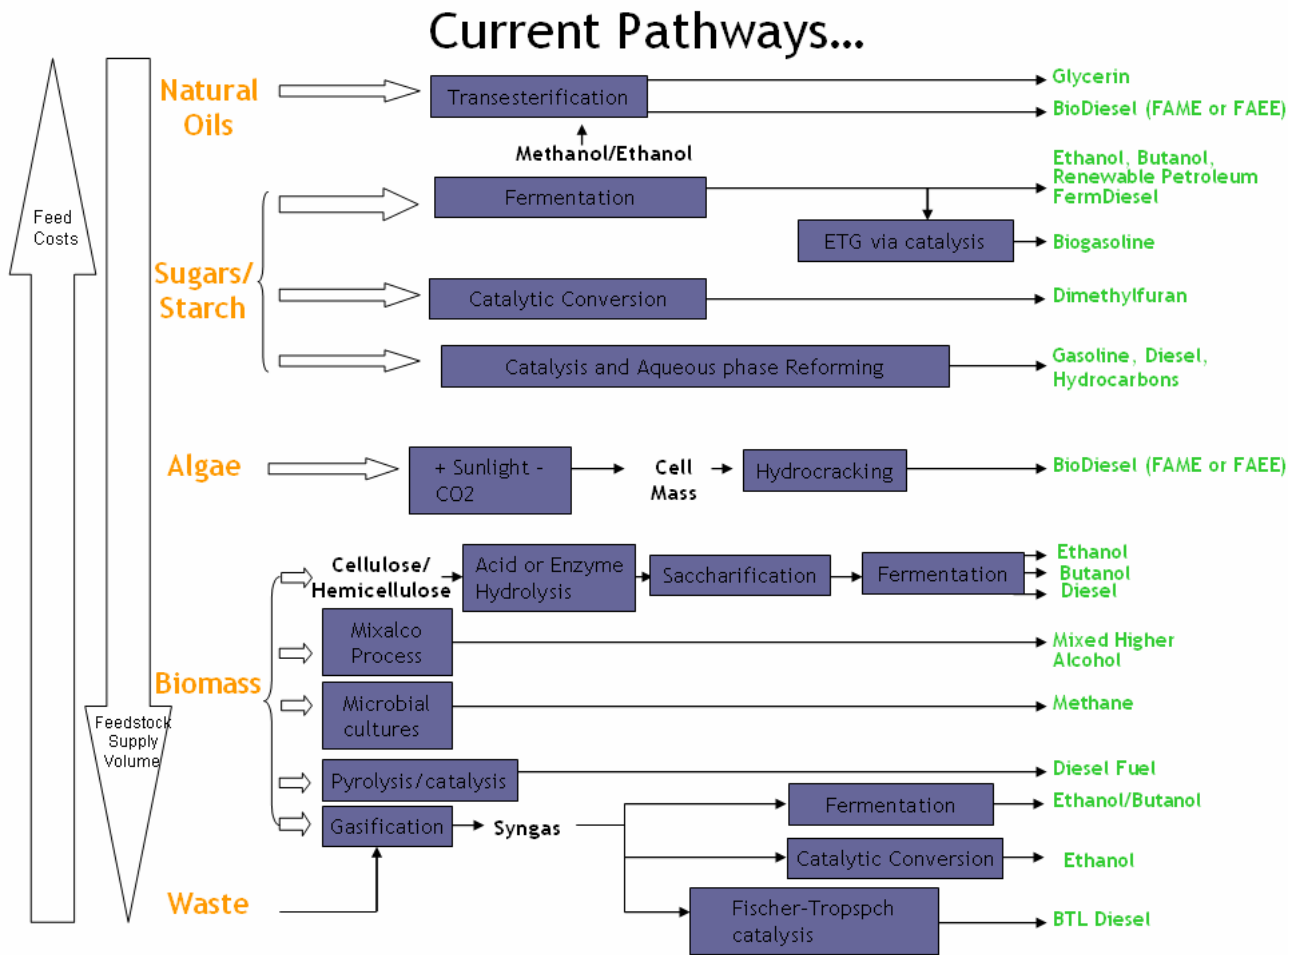 Current Pathways...
Feed
Costs
Feedstock
Supply
Volume
Natural
Oils
Transesterification
Glycerin
BioDiesel (FAME or FAEE)
Methanol/Ethanol
Sugars/
Starch
Fermentation
Ethanol, Butanol,
Renewable Petroleum
FermDiesel
ETG via catalysis
Biogasoline
Catalytic Conversion
Dimethylfuran
Catalysis and Aqueous phase Reforming
Gasoline, Diesel,
Hydrocarbons
Algae
+ Sunlight -
CO2
Cell
Mass
Hydrocracking
BioDiesel (FAME or FAEE)
Biomass
Cellulose/
Hemicellulose
Acid or Enzyme
Hydrolysis
Saccharification
Fermentation
Ethanol
Butanol
Diesel
Mixalco
Process
Mixed Higher
Alcohol
Microbial
cultures
Methane
Pyrolysis/catalysis
Diesel Fuel
Gasification
Syngas
Fermentation
Ethanol/Butanol
Catalytic Conversion
Ethanol
Waste
Fischer-Tropspch
catalysis
BTL Diesel